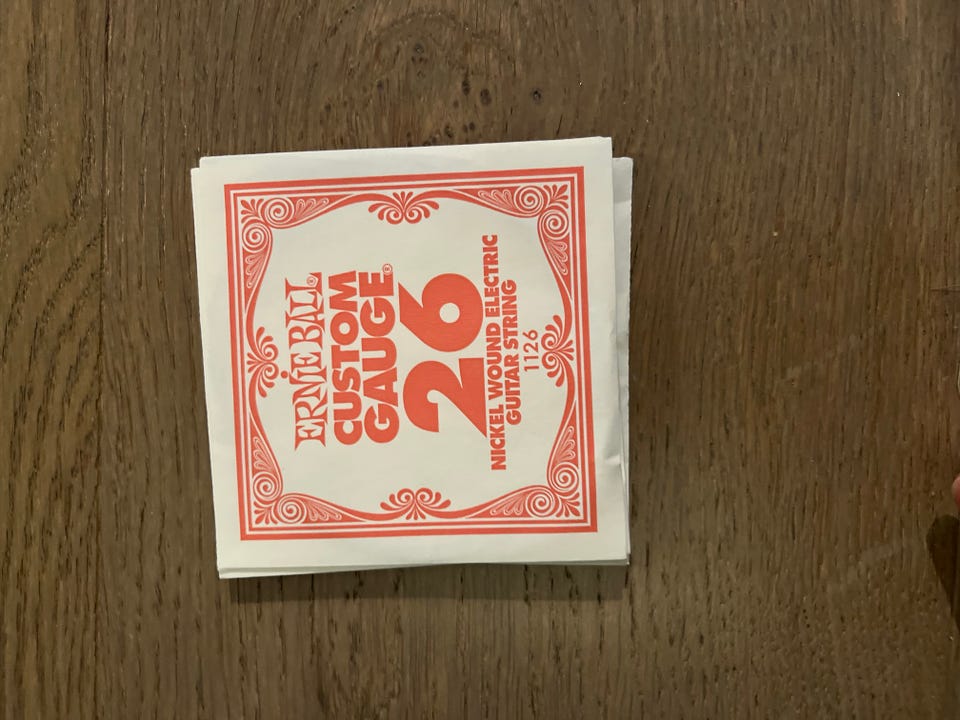 ERNIE BALL®
CUSTOM
GAUGE®
26
NICKEL WOUND ELECTRIC
GUITAR STRING
1126